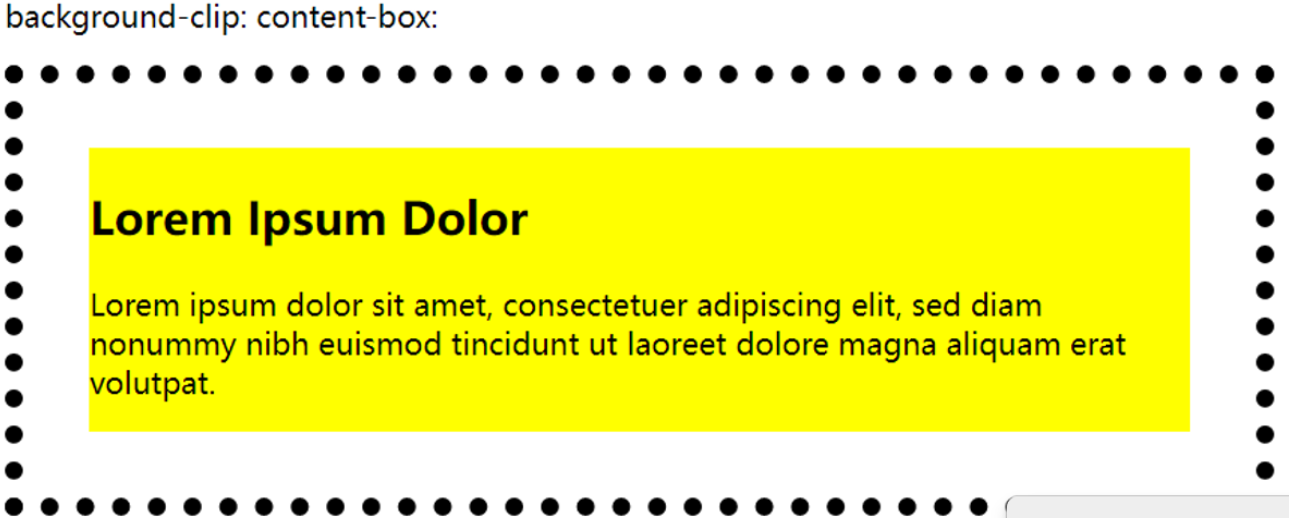 background-clip: content-box:
Lorem Ipsum Dolor
Lorem ipsum dolor sit amet, consectetuer adipiscing elit, sed diam
nonummy nibh euismod tincidunt ut laoreet dolore magna aliquam erat
volutpat.